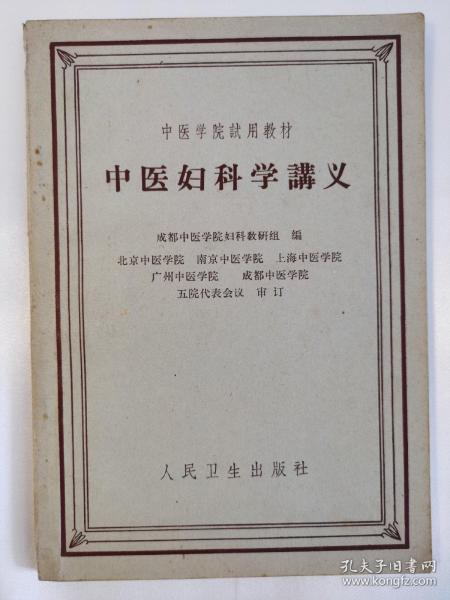 中医学院試用教材
中医妇科学講义
成都中医学院妇科教研组 编
北京中医学院 南京中医学院 上海中医学院
广州中医学院 成都中医学院
五院代表会议 审订
人民卫生出版社
孔夫子旧书网
www.kongfz.com